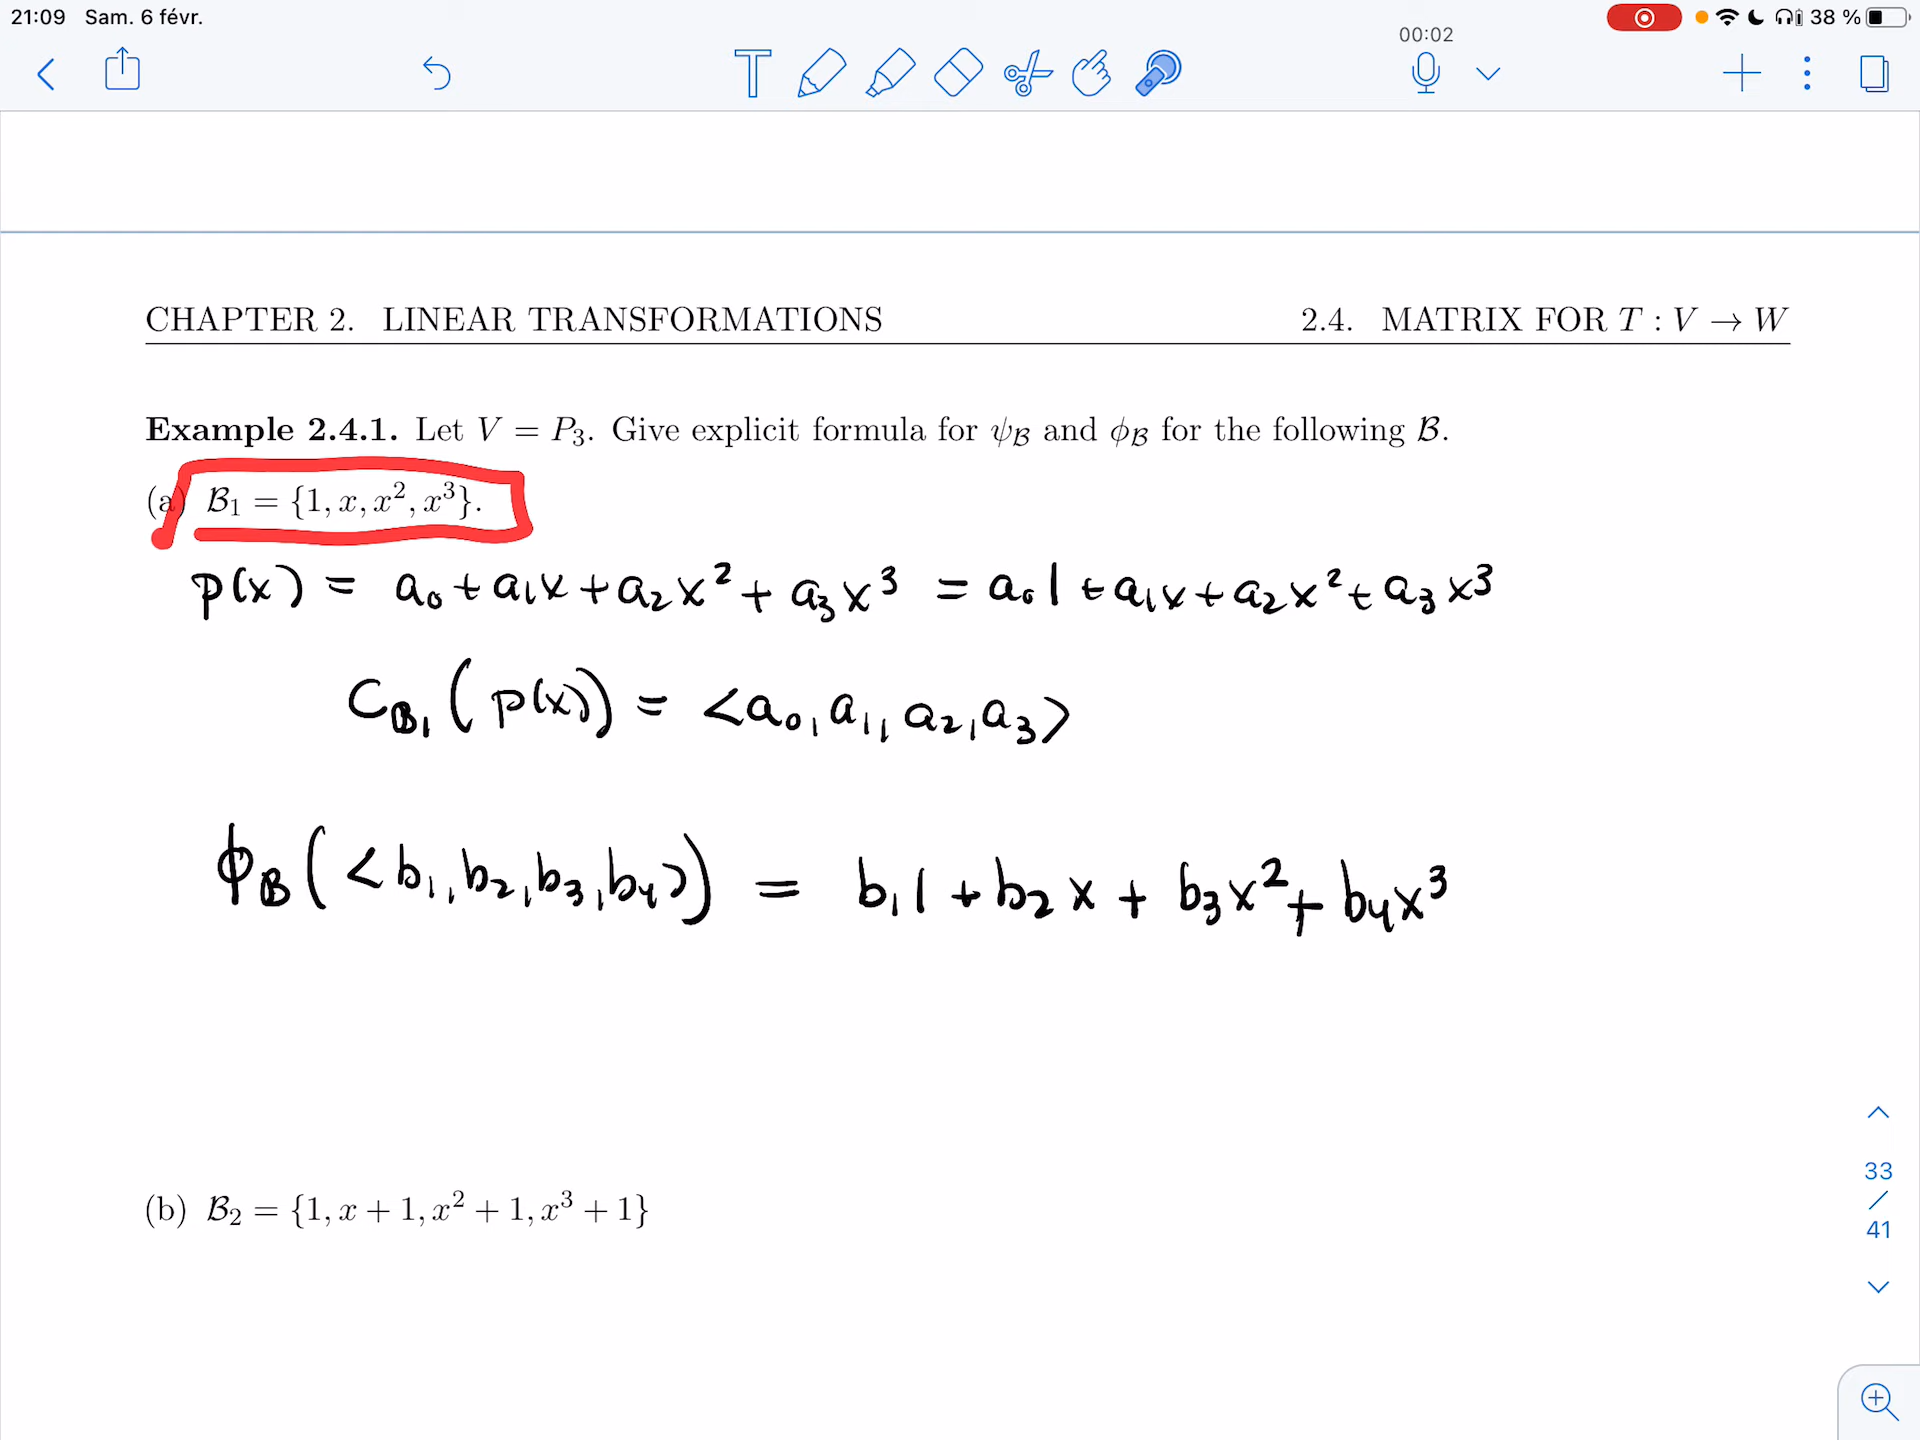 21:09 Sam. 6 févr.
38 %
00:02
T
CHAPTER 2. LINEAR TRANSFORMATIONS 2.4. MATRIX FOR T : V → W
Example 2.4.1. Let V = P₃. Give explicit formula for ψ_ℬ and ϕ_ℬ for the following ℬ.
(a) ℬ₁ = {1, x, x², x³}.
p(x) = a₀ + a₁x + a₂x² + a₃x³ = a₀1 + a₁x + a₂x² + a₃x³
C_B₁(p(x)) = <a₀, a₁, a₂, a₃>
ϕ_B(<b₁, b₂, b₃, b₄>) = b₁1 + b₂x + b₃x² + b₄x³
(b) ℬ₂ = {1, x + 1, x² + 1, x³ + 1}
33
/
41